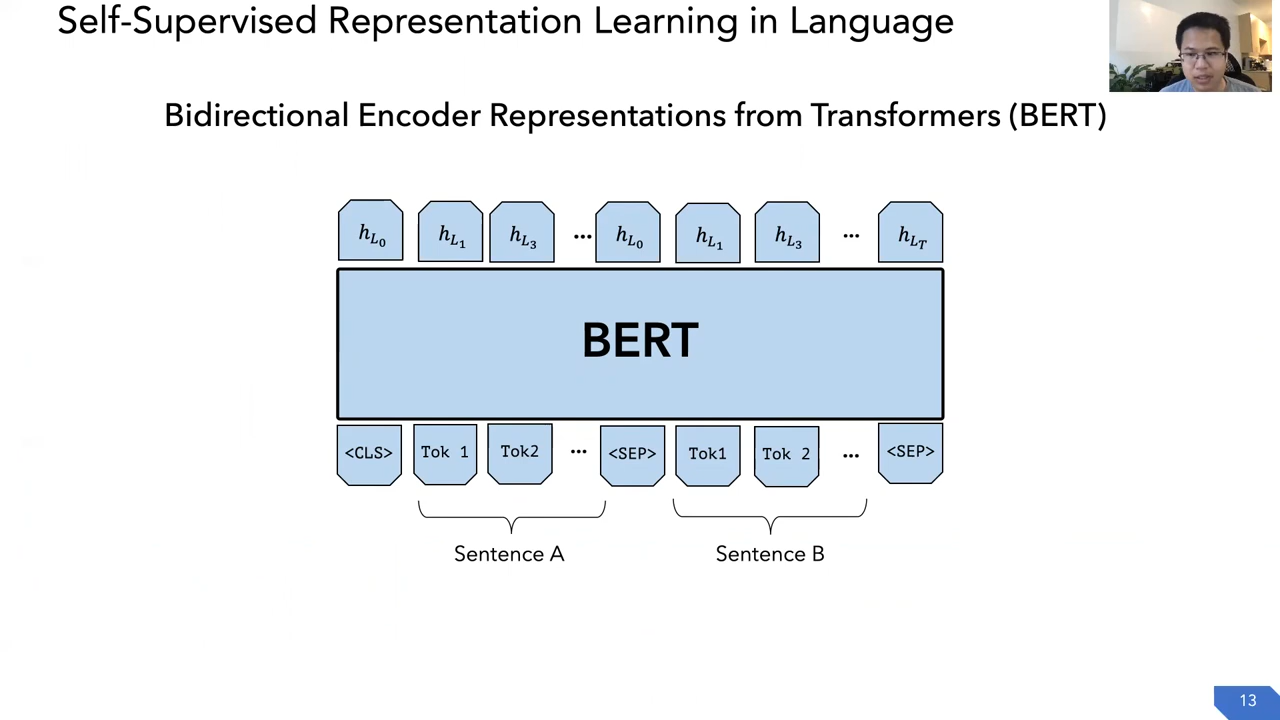 Self-Supervised Representation Learning in Language
Bidirectional Encoder Representations from Transformers (BERT)
h_{L_0} h_{L_1} h_{L_3} ... h_{L_0} h_{L_1} h_{L_3} ... h_{L_T}
BERT
<CLS> Tok 1 Tok2 ... <SEP> Tok1 Tok 2 ... <SEP>
Sentence A Sentence B
13